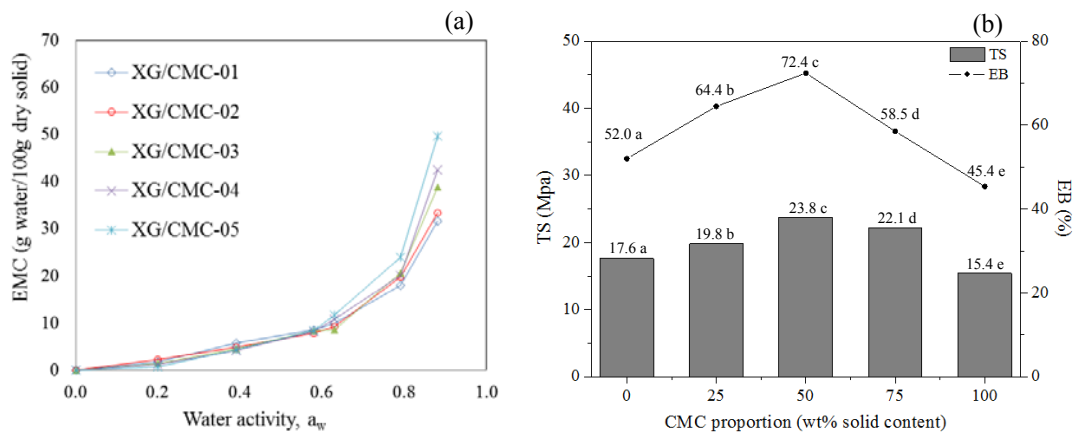 (a)
70
60
50
40
30
20
10
0
EMC (g water/100g dry solid)
XG/CMC-01
XG/CMC-02
XG/CMC-03
XG/CMC-04
XG/CMC-05
0.0 0.2 0.4 0.6 0.8 1.0
Water activity, aw
(b)
50
40
30
20
10
0
TS (Mpa)
TS
EB
52.0 a
64.4 b
72.4 c
58.5 d
45.4 e
17.6 a
19.8 b
23.8 c
22.1 d
15.4 e
80
60
40
20
0
EB (%)
0 25 50 75 100
CMC proportion (wt% solid content)